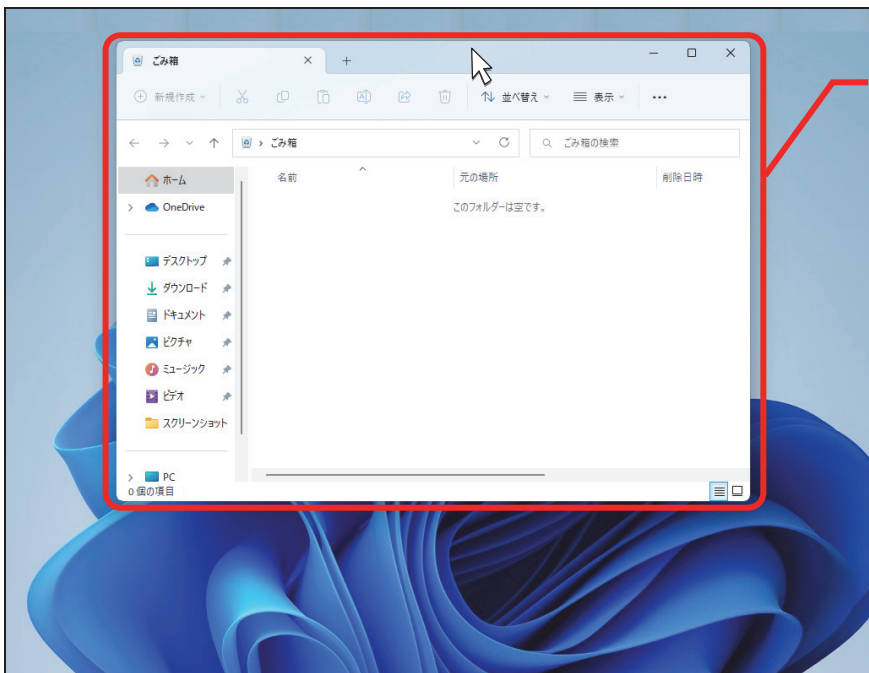 ごみ箱
新規作成
並べ替え
表示
ごみ箱
ごみ箱の検索
ホーム
名前
元の場所
削除日時
OneDrive
このフォルダーは空です。
デスクトップ
ダウンロード
ドキュメント
ピクチャ
ミュージック
ビデオ
スクリーンショット
PC
0 個の項目